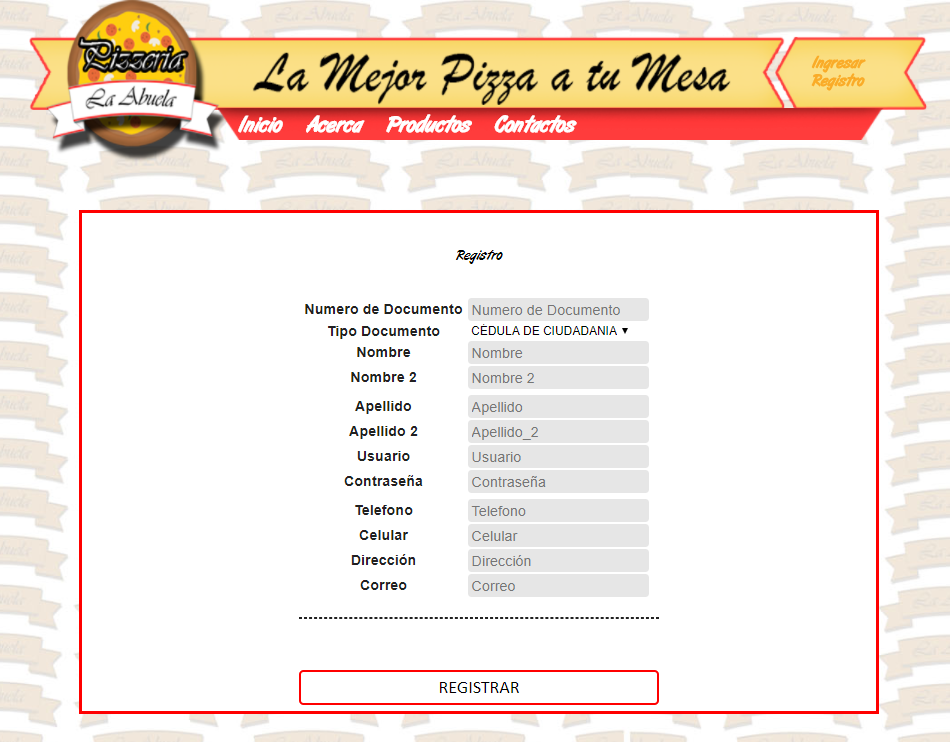 Pizzeria
La Abuela
La Mejor Pizza a tu Mesa
Ingresar
Registro
Inicio Acerca Productos Contactos
Registro
Numero de Documento Numero de Documento
Tipo Documento CÉDULA DE CIUDADANIA ▼
Nombre Nombre
Nombre 2 Nombre 2
Apellido Apellido
Apellido 2 Apellido_2
Usuario Usuario
Contraseña Contraseña
Telefono Telefono
Celular Celular
Dirección Dirección
Correo Correo
REGISTRAR